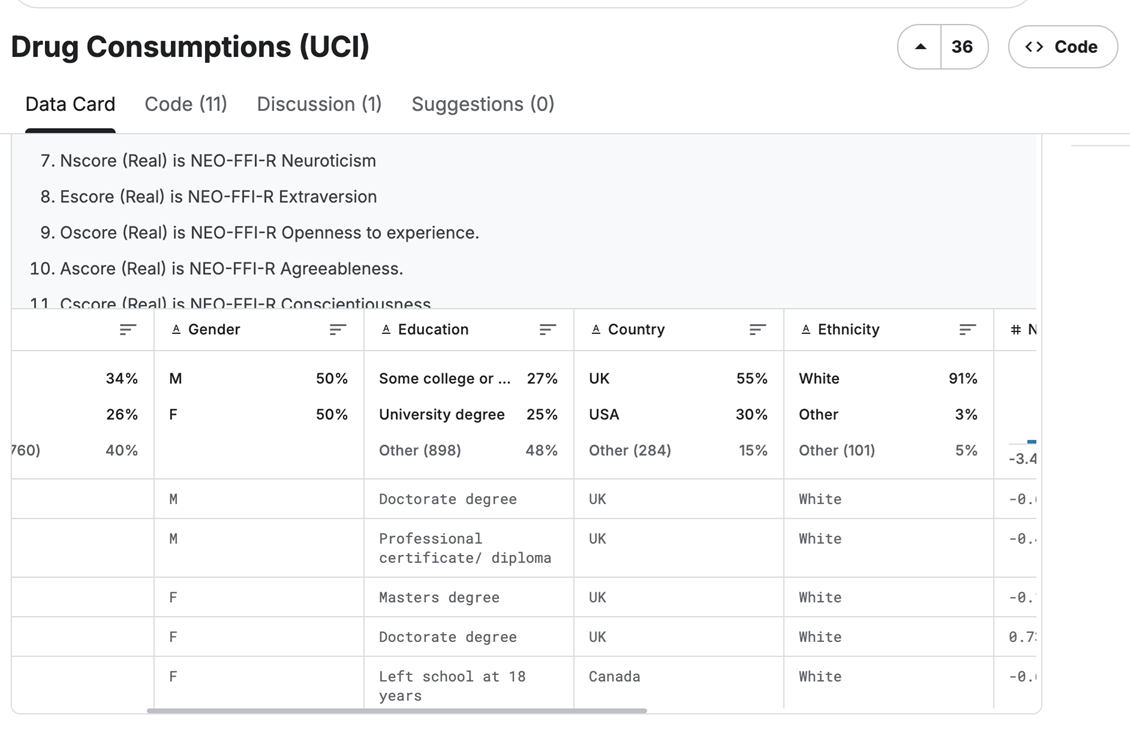 Drug Consumptions (UCI)
36
<> Code
Data Card
Code (11)
Discussion (1)
Suggestions (0)
7. Nscore (Real) is NEO-FFI-R Neuroticism
8. Escore (Real) is NEO-FFI-R Extraversion
9. Oscore (Real) is NEO-FFI-R Openness to experience.
10. Ascore (Real) is NEO-FFI-R Agreeableness.
11. Cscore (Real) is NEO-FFI-R Conscientiousness
A Gender A Education A Country A Ethnicity # N
34% M 50% Some college or ... 27% UK 55% White 91%
26% F 50% University degree 25% USA 30% Other 3%
760) 40% Other (898) 48% Other (284) 15% Other (101) 5%
-3.4
M Doctorate degree UK White -0.
M Professional certificate/ diploma UK White -0.
F Masters degree UK White -0.
F Doctorate degree UK White 0.7
F Left school at 18 years Canada White -0.